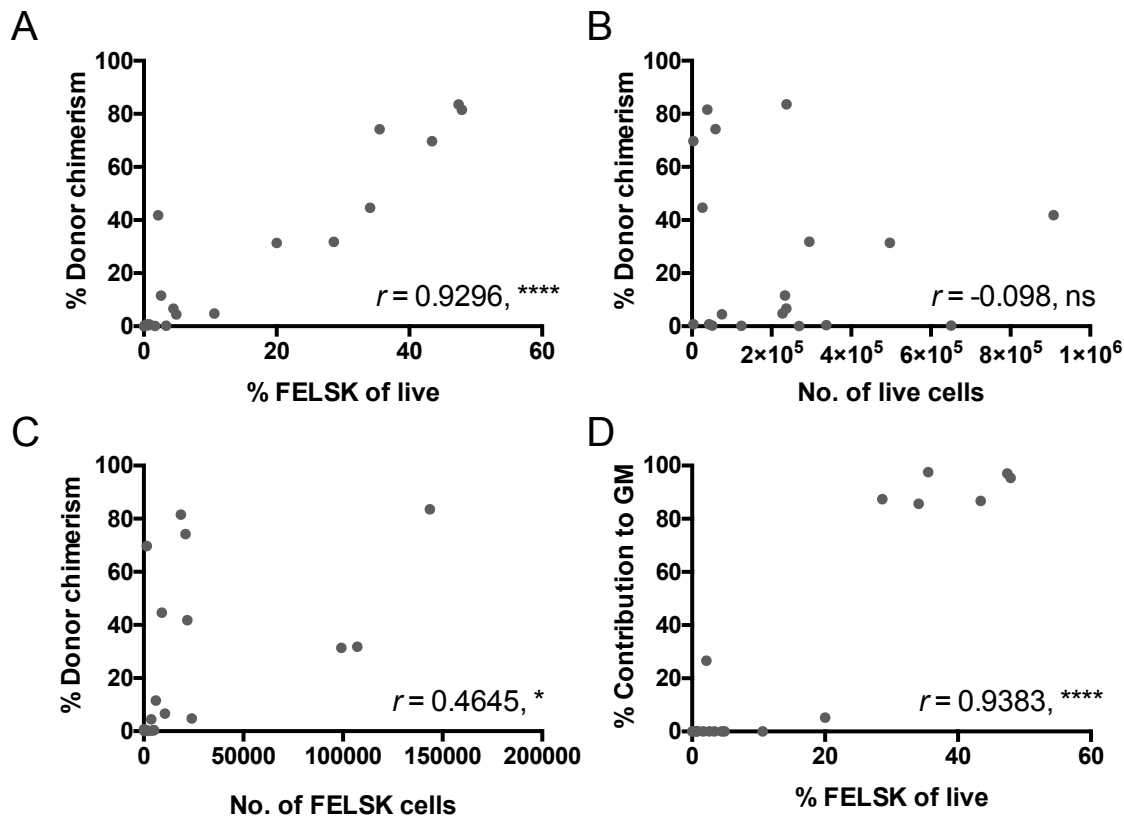 A
% Donor chimerism
100
80
60
40
20
0
0 20 40 60
r = 0.9296, ****
% FELSK of live
B
% Donor chimerism
100
80
60
40
20
0
0 2×10⁵ 4×10⁵ 6×10⁵ 8×10⁵ 1×10⁶
r = -0.098, ns
No. of live cells
C
% Donor chimerism
100
80
60
40
20
0
0 50000 100000 150000 200000
r = 0.4645, *
No. of FELSK cells
D
% Contribution to GM
100
80
60
40
20
0
0 20 40 60
r = 0.9383, ****
% FELSK of live